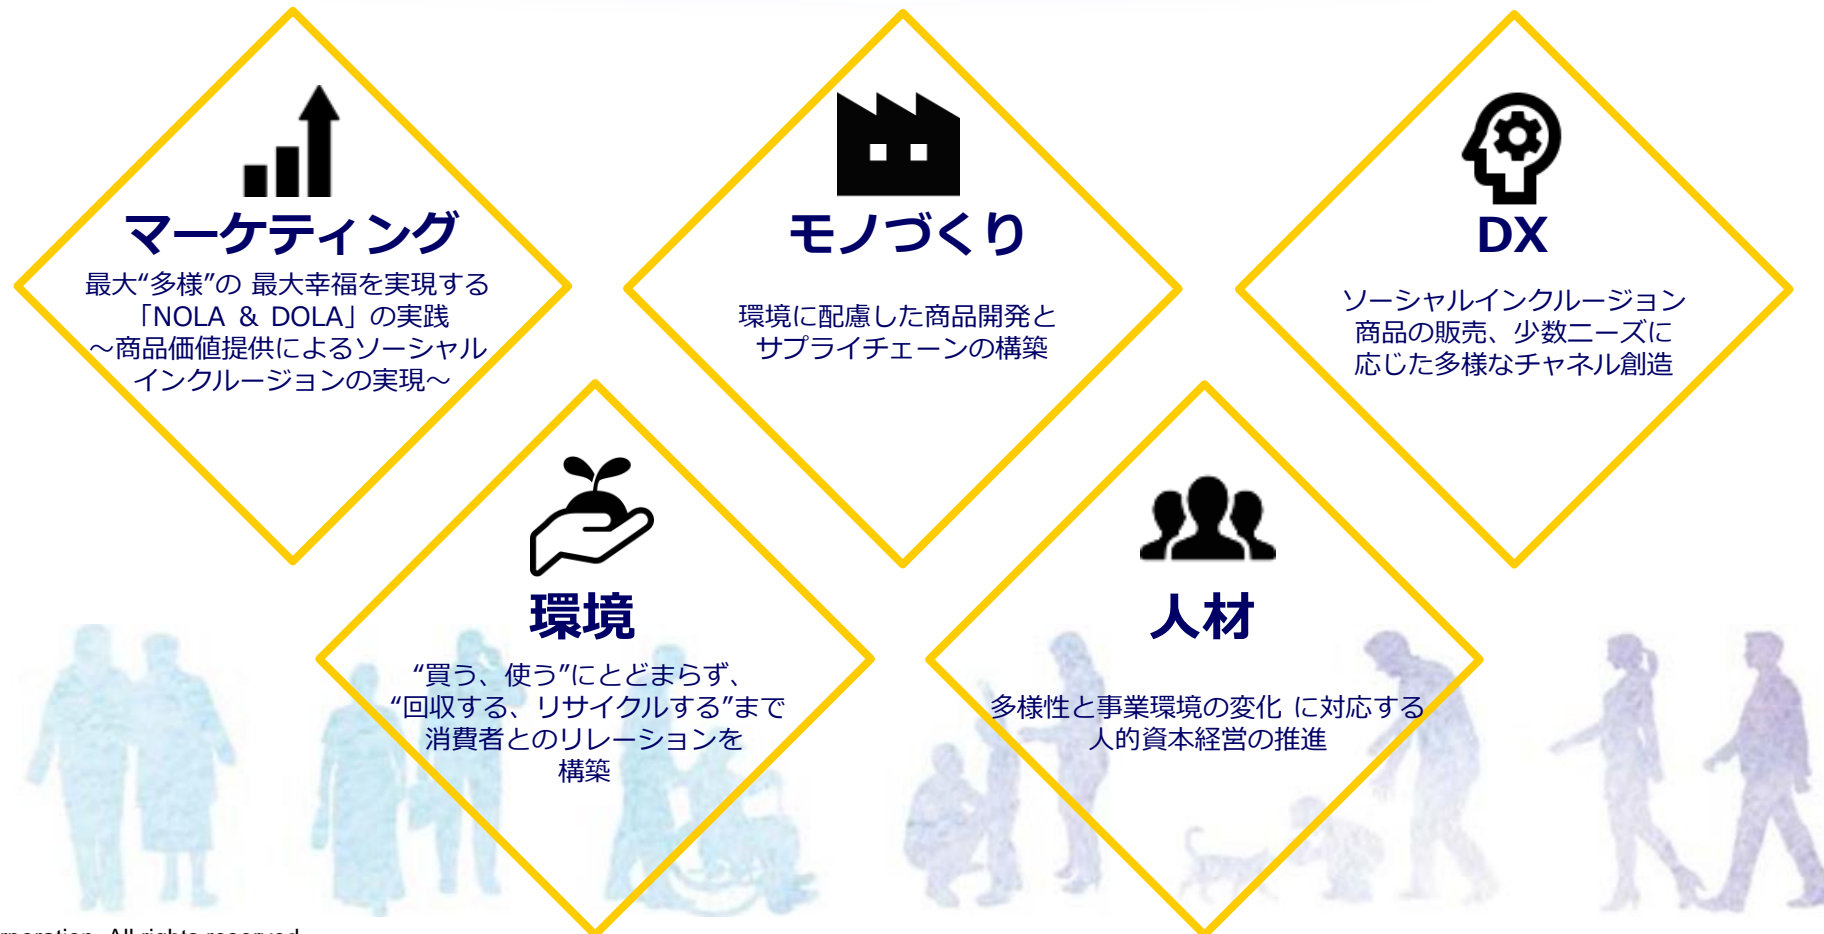 マーケティング
最大“多様”の 最大幸福を実現する
「NOLA & DOLA」の実践
～商品価値提供によるソーシャル
インクルージョンの実現～
モノづくり
環境に配慮した商品開発と
サプライチェーンの構築
DX
ソーシャルインクルージョン
商品の販売、少数ニーズに
応じた多様なチャネル創造
環境
“買う、使う”にとどまらず、
“回収する、リサイクルする”まで
消費者とのリレーションを
構築
人材
多様性と事業環境の変化 に対応する
人的資本経営の推進
rporation. All rights reserved.